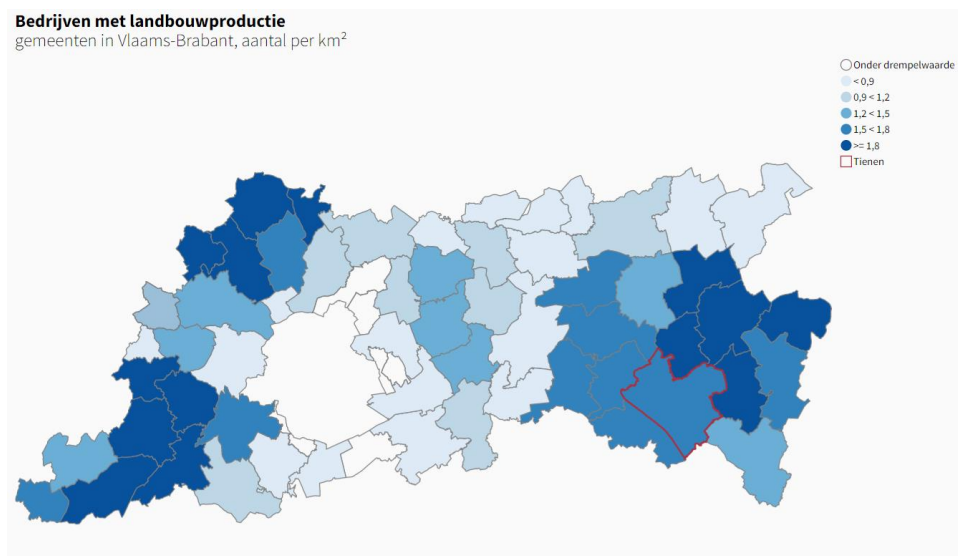 Bedrijven met landbouwproductie
gemeenten in Vlaams-Brabant, aantal per km²
Onder drempelwaarde
< 0,9
0,9 < 1,2
1,2 < 1,5
1,5 < 1,8
>= 1,8
Tienen